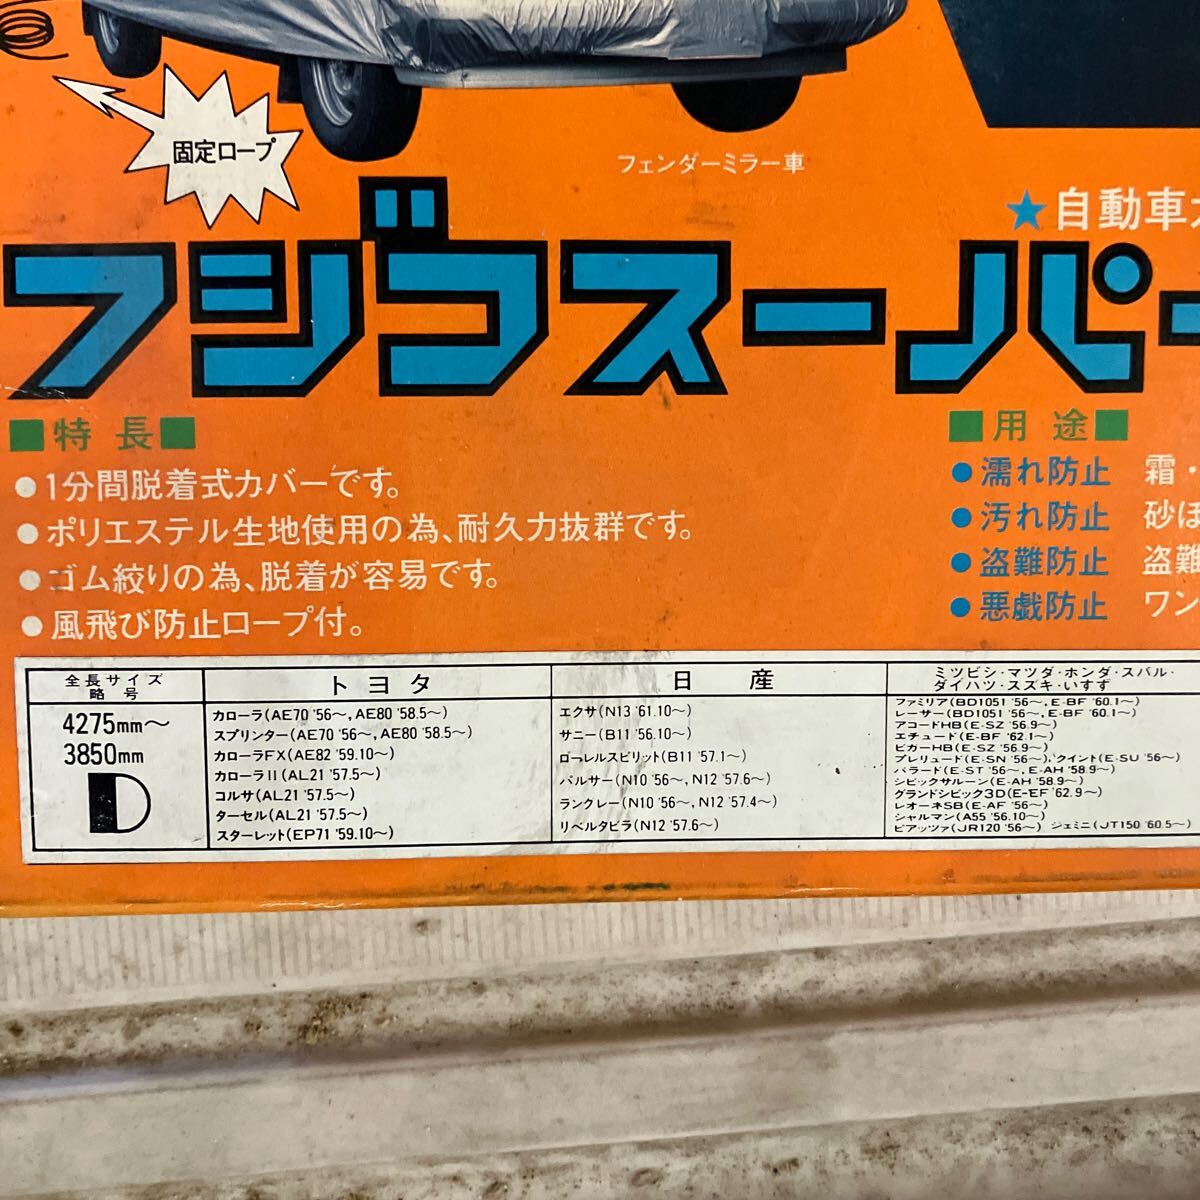 固定ロープ
フェンダーミラー車
★自動車
フジコスーパー
■特長■
●1分間脱着式カバーです。
●ポリエステル生地使用の為、耐久力抜群です。
●ゴム絞りの為、脱着が容易です。
●風飛び防止ロープ付。
■用途■
●濡れ防止 霜・
●汚れ防止 砂ほ
●盗難防止 盗難
●悪戯防止 ワン
全長サイズ
略号
4275mm〜
3850mm
D
トヨタ
カローラ(AE70 '56〜, AE80 '58.5〜)
スプリンター(AE70 '56〜, AE80 '58.5〜)
カローラFX(AE82 '59.10〜)
カローラII(AL21 '57.5〜)
コルサ(AL21 '57.5〜)
ターセル(AL21 '57.5〜)
スターレット(EP71 '59.10〜)
日産
エクサ(N13 '61.10〜)
サニー(B11 '56.10〜)
ローレルスピリット(B11 '57.1〜)
パルサー(N10 '56〜, N12 '57.6〜)
ラングレー(N10 '56〜, N12 '57.4〜)
リベルタビラ(N12 '57.6〜)
ミツビシ・マツダ・ホンダ・スバル・
ダイハツ・スズキ・いすず
ファミリア(BD1051 '56〜, E-BF '60.1〜)
レーザー(BD1051 '56〜, E-BF '60.1〜)
アコードHB(E-SZ '56.9〜)
エチュード(E-BF '62.1〜)
ビガーHB(E-SZ '56.9〜)
プレリュード(E-SN '56〜), クイント(E-SU '56〜)
バラード(E-ST '56〜, E-AH '58.9〜)
シビックサルーン(E-AH '58.9〜)
グランドシビック3D(E-EF '62.9〜)
レオーネSB(E-AF '56〜)
シャルマン(A55 '56.10〜)
ピアッツァ(JR120 '56〜) ジェミニ(JT150 '60.5〜)